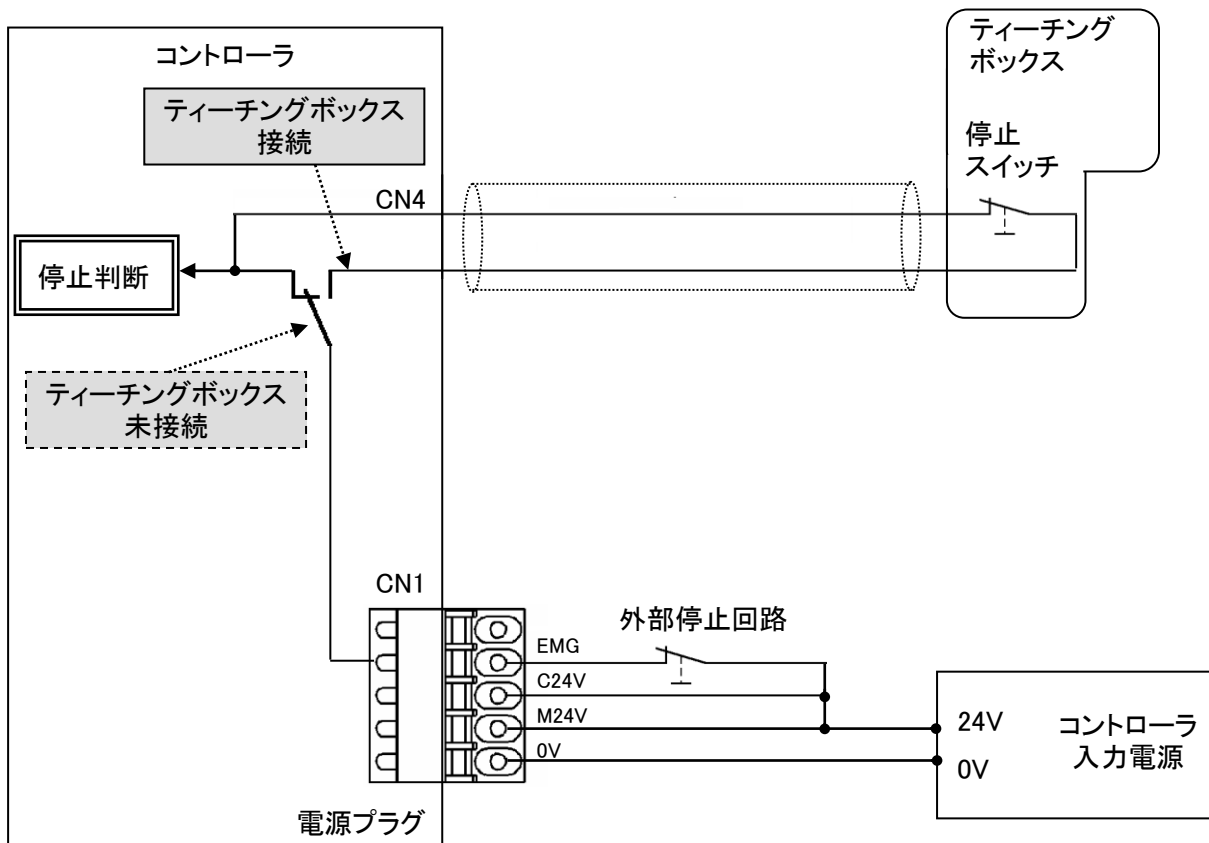 コントローラ
ティーチングボックス
接続
CN4
停止判断
ティーチングボックス
未接続
ティーチング
ボックス
停止
スイッチ
CN1
電源プラグ
外部停止回路
EMG
C24V
M24V
0V
24V
0V
コントローラ
入力電源